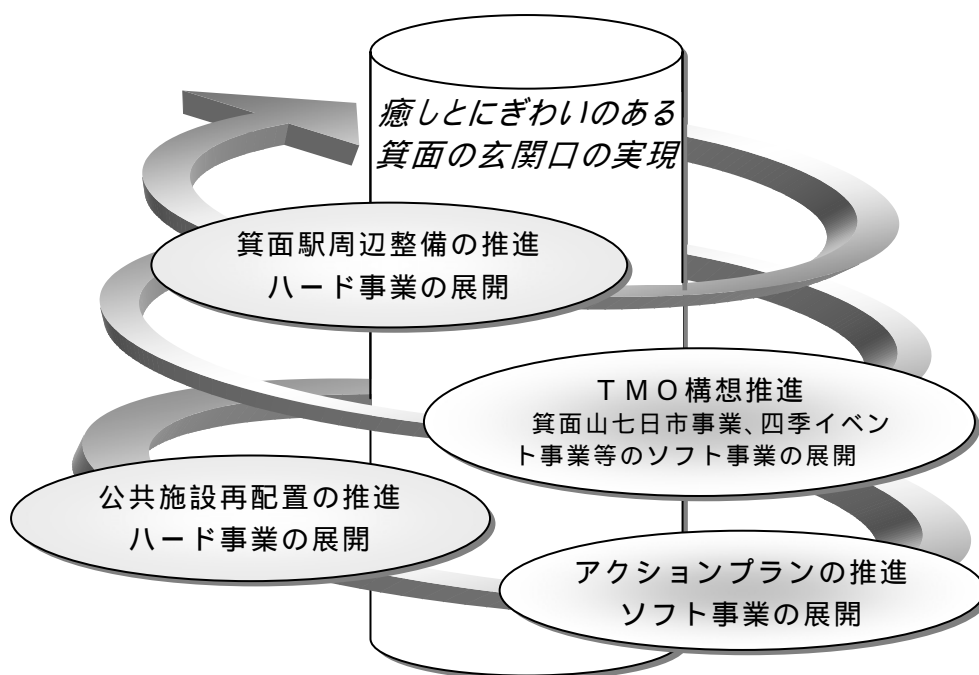 癒しとにぎわいのある
箕面の玄関口の実現
箕面駅周辺整備の推進
ハード事業の展開
ＴＭＯ構想推進
箕面山七日市事業、四季イベン
ト事業等のソフト事業の展開
公共施設再配置の推進
ハード事業の展開
アクションプランの推進
ソフト事業の展開